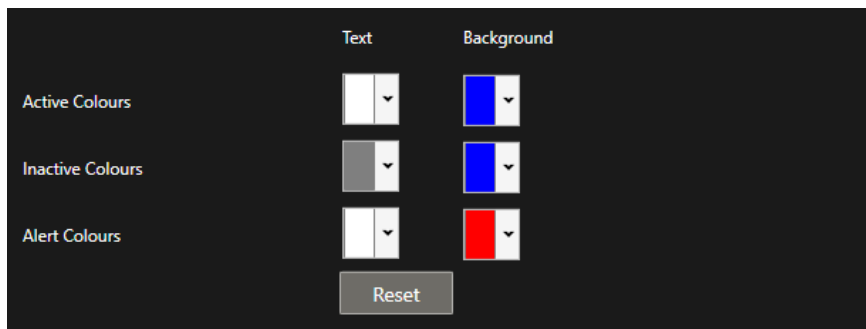 Text Background
Active Colours
Inactive Colours
Alert Colours
Reset